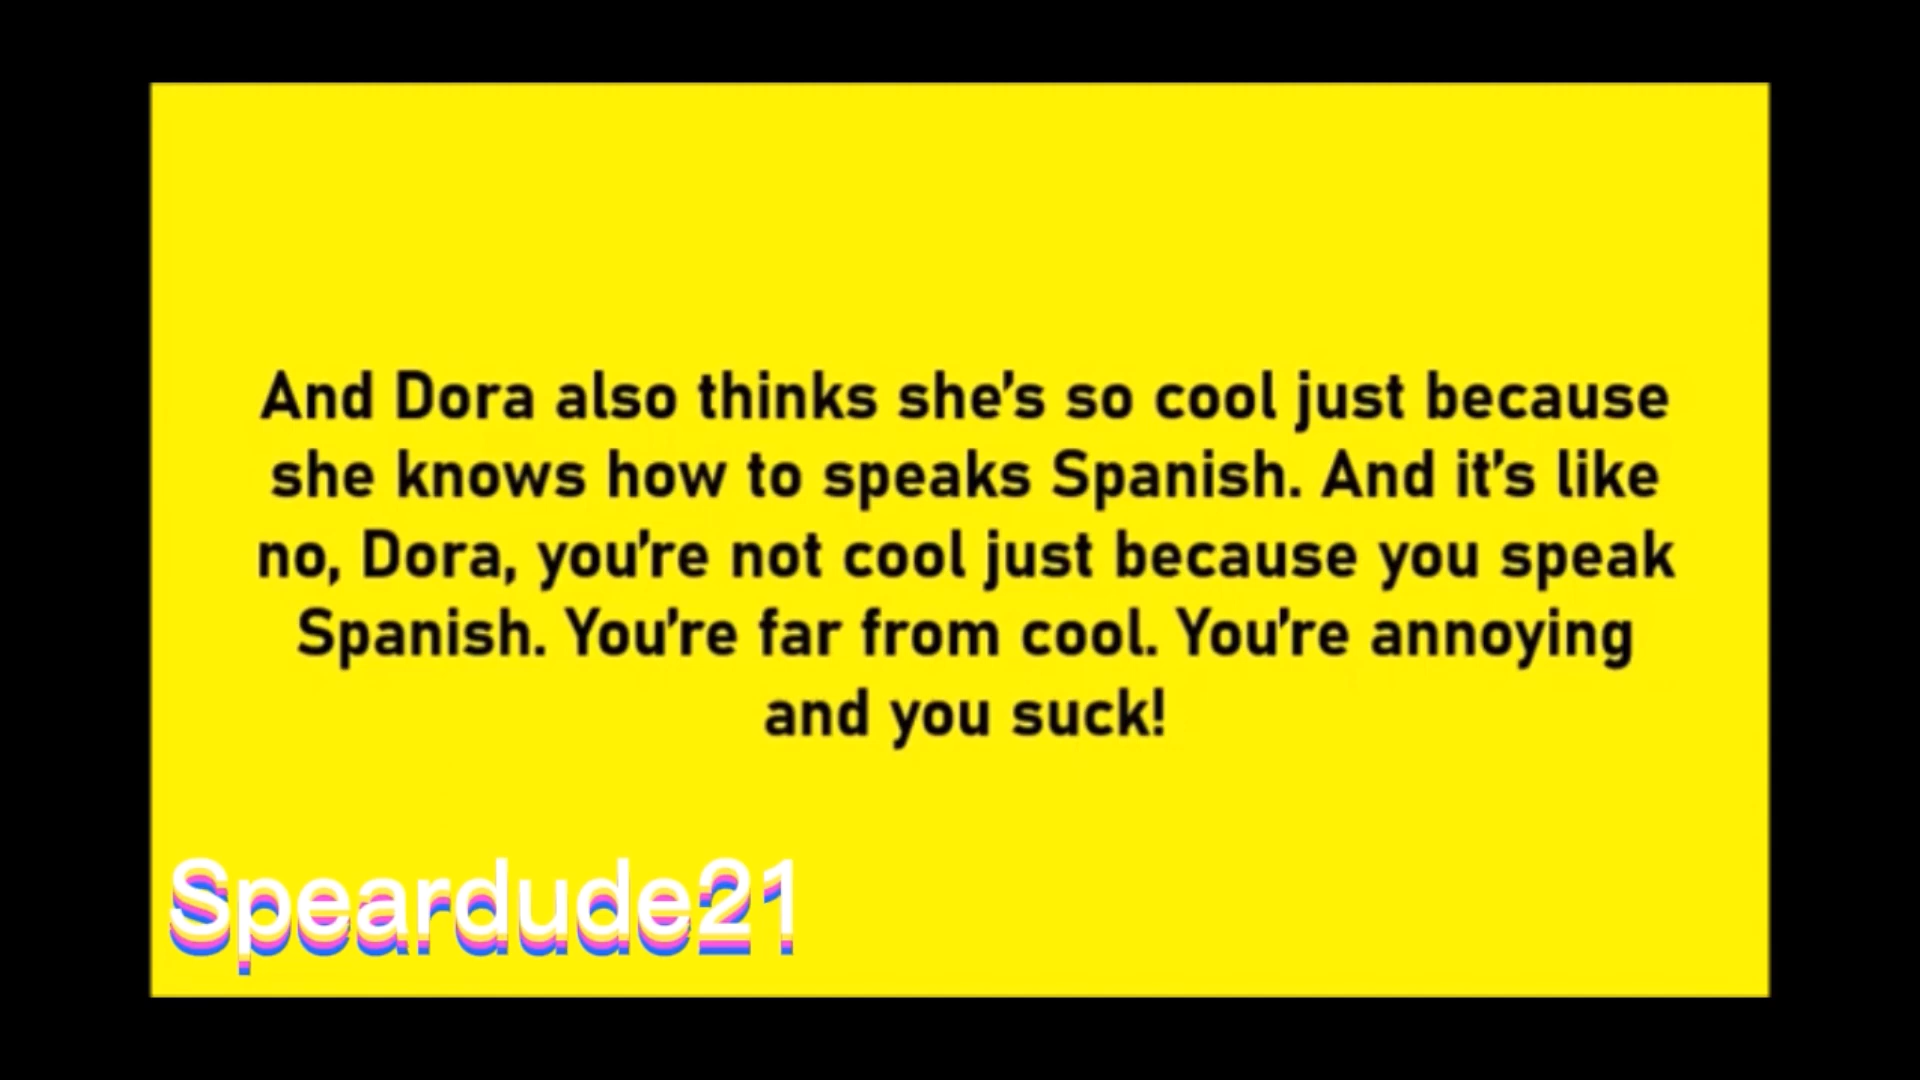 And Dora also thinks she’s so cool just because
she knows how to speaks Spanish. And it’s like
no, Dora, you’re not cool just because you speak
Spanish. You’re far from cool. You’re annoying
and you suck!
Speardude21